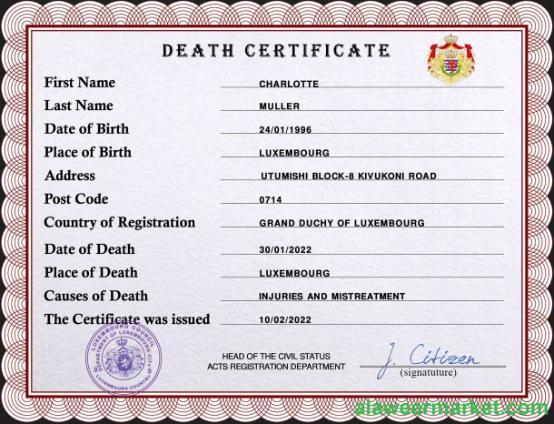 DEATH CERTIFICATE
First Name CHARLOTTE
Last Name MULLER
Date of Birth 24/01/1996
Place of Birth LUXEMBOURG
Address UTUMISHI BLOCK-8 KIVUKONI ROAD
Post Code 0714
Country of Registration GRAND DUCHY OF LUXEMBOURG
Date of Death 30/01/2022
Place of Death LUXEMBOURG
Causes of Death INJURIES AND MISTREATMENT
The Certificate was issued 10/02/2022
LUXEMBOURG COUNCIL
DEPARTMENT OF LUXEMBOURG CITY
LUXEMBOURG COUNTRY
HEAD OF THE CIVIL STATUS
ACTS REGISTRATION DEPARTMENT
J. Citizen
(signatuture)
alaweermarket.com